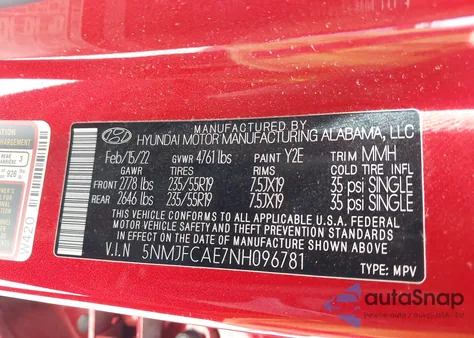 MANUFACTURED BY
HYUNDAI MOTOR MANUFACTURING ALABAMA, LLC
Feb/15/22 GVWR 4761 lbs PAINT Y2E TRIM MMH
GAWR TIRES RIMS COLD TIRE INFL
FRONT 2778 lbs 235/55R19 7.5JX19 35 psi SINGLE
REAR 2646 lbs 235/55R19 7.5JX19 35 psi SINGLE
THIS VEHICLE CONFORMS TO ALL APPLICABLE U.S.A. FEDERAL
MOTOR VEHICLE SAFETY AND THEFT PREVENTION STANDARDS
IN EFFECT ON THE DATE OF MANUFACTURE SHOWN ABOVE.
V.I.N 5NMJFCAE7NH096781
TYPE: MPV
REAR
3
W420
autoSnap